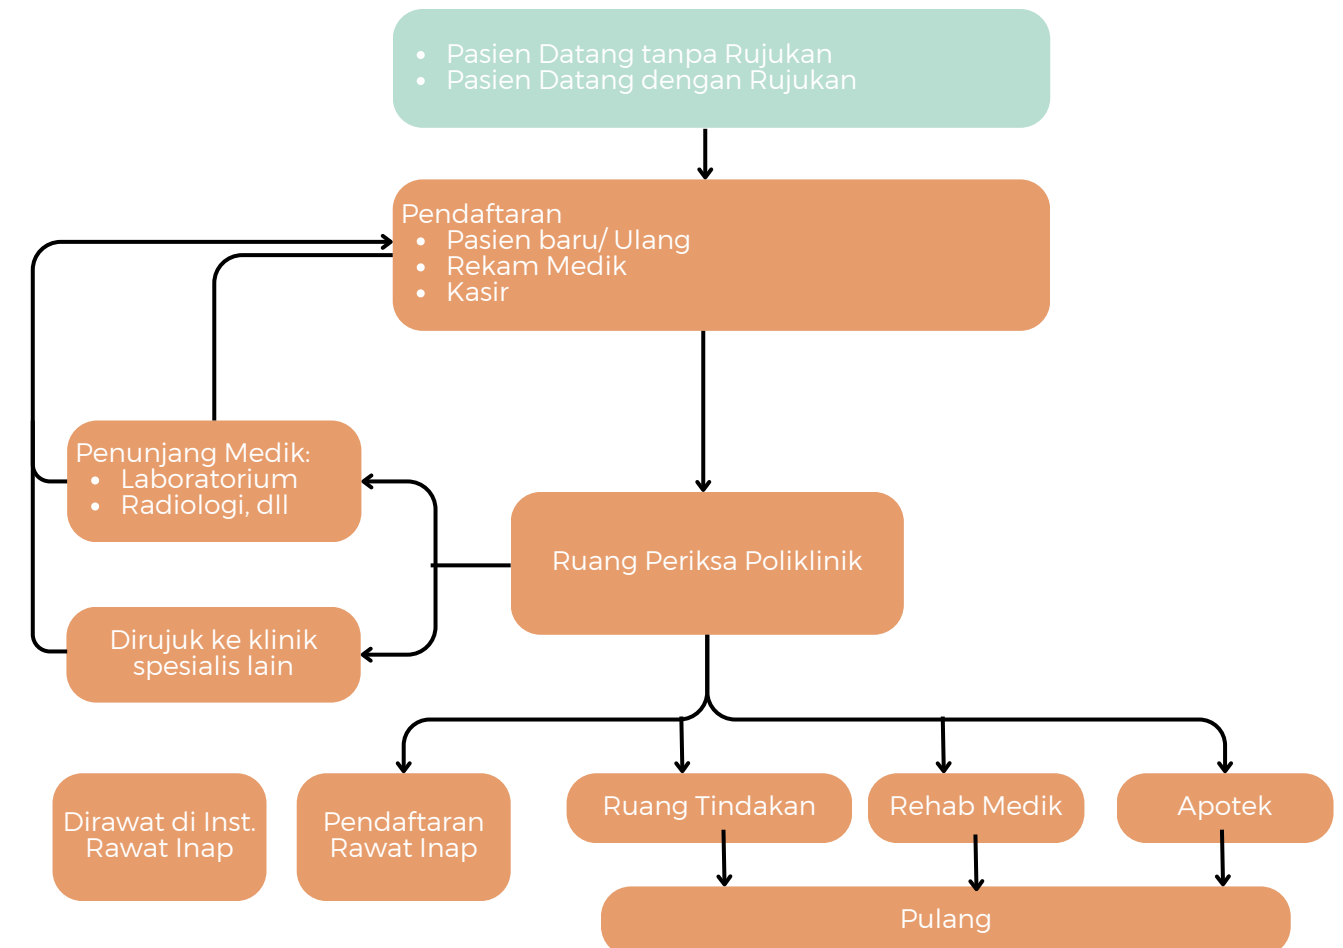 • Pasien Datang tanpa Rujukan
• Pasien Datang dengan Rujukan
Pendaftaran
• Pasien baru/ Ulang
• Rekam Medik
• Kasir
Penunjang Medik:
• Laboratorium
• Radiologi, dll
Ruang Periksa Poliklinik
Dirujuk ke klinik
spesialis lain
Dirawat di Inst.
Rawat Inap
Pendaftaran
Rawat Inap
Ruang Tindakan
Rehab Medik
Apotek
Pulang